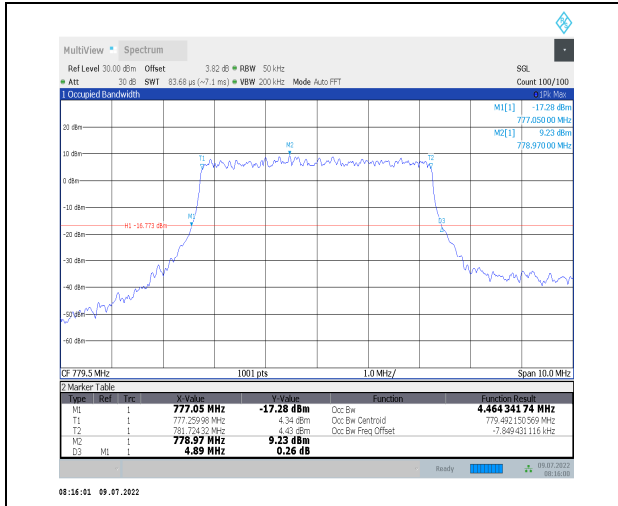 MultiView Spectrum
Ref Level 30.00 dBm Offset 3.82 dB RBW 50 kHz SGL
Att 30 dB SWT 83.68 µs (~7.1 ms) VBW 200 kHz Mode Auto FFT Count 100/100
1 Occupied Bandwidth 1Pk Max
M1[1] -17.28 dBm
777.05000 MHz
M2[1] 9.23 dBm
778.97000 MHz
20 dBm
M2
10 dBm
T1 T2
0 dBm
-10 dBm
M1
D3
H1 -16.773 dBm
-20 dBm
-30 dBm
-40 dBm
-50 dBm
-60 dBm
CF 779.5 MHz 1001 pts 1.0 MHz/ Span 10.0 MHz
2 Marker Table
Type Ref Trc X-Value Y-Value Function Function Result
M1 1 777.05 MHz -17.28 dBm Occ Bw 4.464 341 74 MHz
T1 1 777.25998 MHz 4.34 dBm Occ Bw Centroid 779.492 150 569 MHz
T2 1 781.72432 MHz 4.43 dBm Occ Bw Freq Offset -7.849 431 116 kHz
M2 1 778.97 MHz 9.23 dBm
D3 M1 1 4.89 MHz 0.26 dB
Ready 09.07.2022
08:16:00
08:16:01 09.07.2022